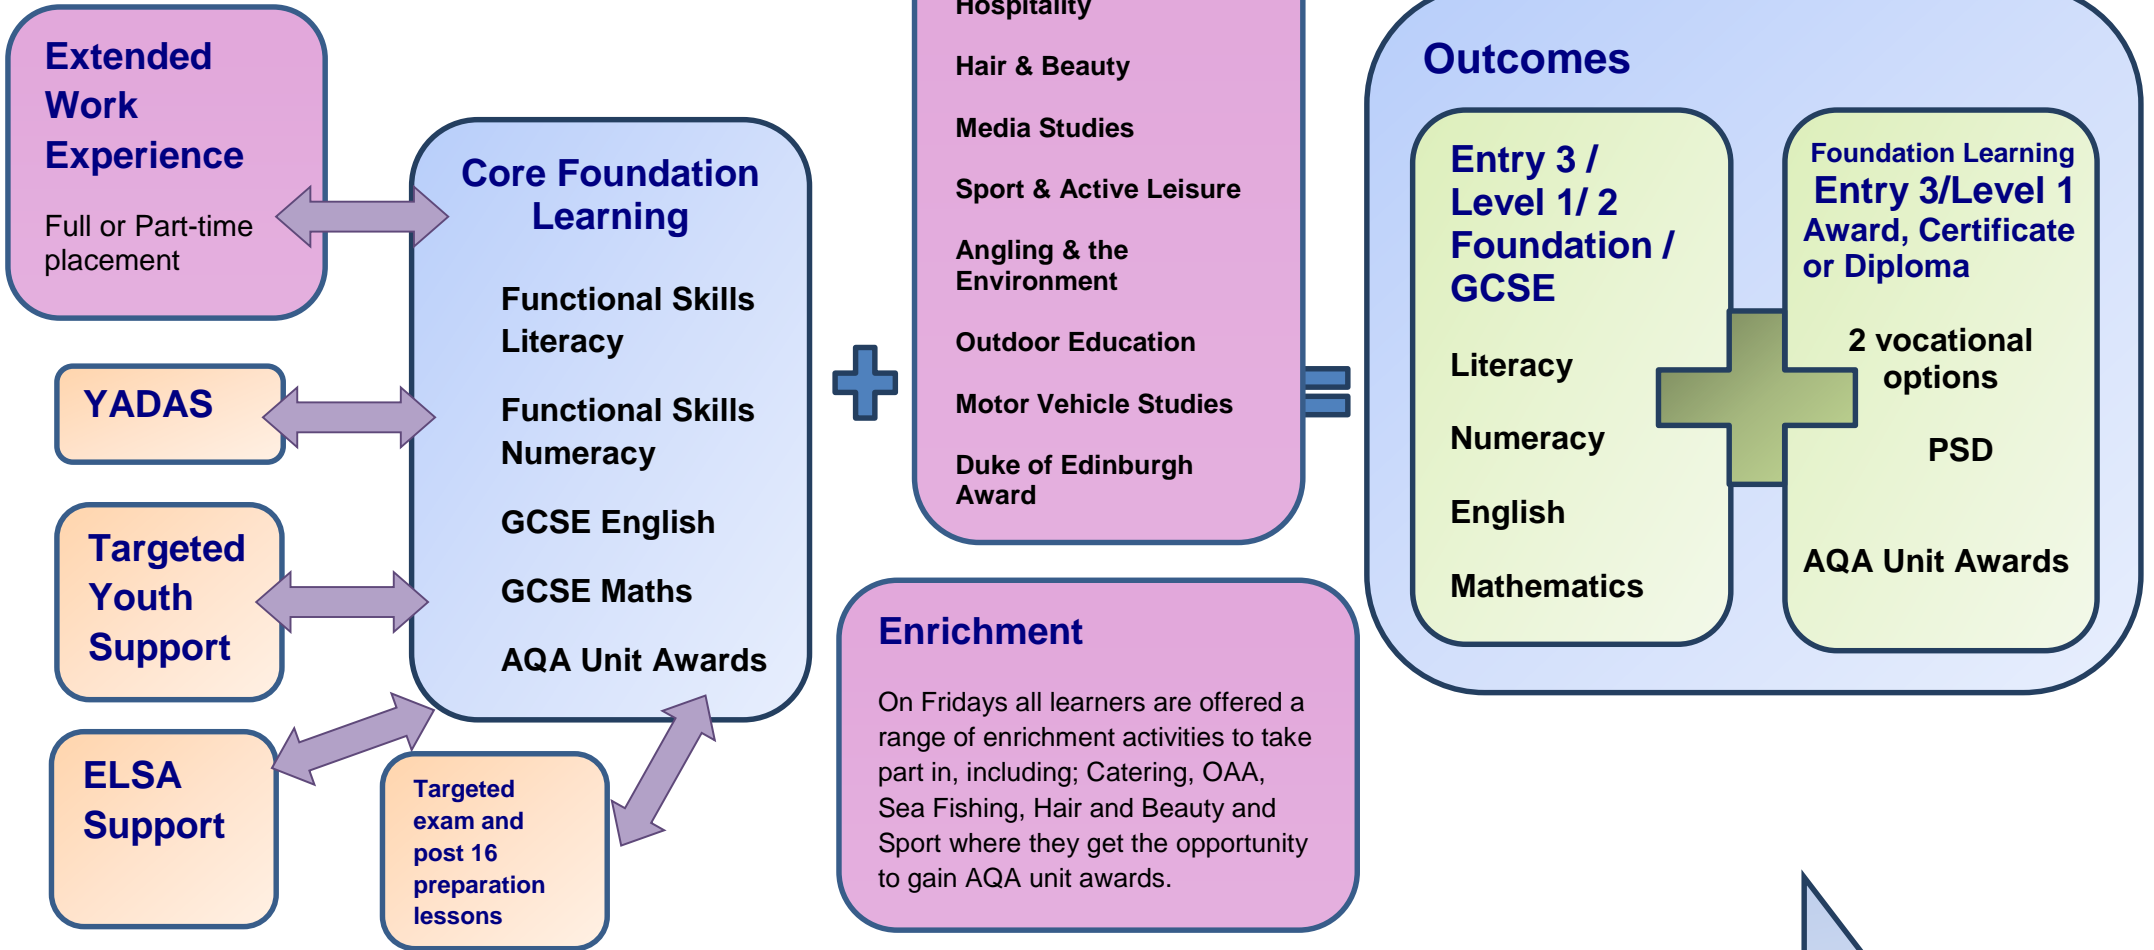 Extended
Work
Experience
Full or Part-time
placement
YADAS
Targeted
Youth
Support
ELSA
Support
Core Foundation
Learning
Functional Skills
Literacy
Functional Skills
Numeracy
GCSE English
GCSE Maths
AQA Unit Awards
Targeted
exam and
post 16
preparation
lessons
Hospitality
Hair & Beauty
Media Studies
Sport & Active Leisure
Angling & the
Environment
Outdoor Education
Motor Vehicle Studies
Duke of Edinburgh
Award
Enrichment
On Fridays all learners are offered a
range of enrichment activities to take
part in, including; Catering, OAA,
Sea Fishing, Hair and Beauty and
Sport where they get the opportunity
to gain AQA unit awards.
Outcomes
Entry 3 /
Level 1/ 2
Foundation /
GCSE
Literacy
Numeracy
English
Mathematics
Foundation Learning
Entry 3/Level 1
Award, Certificate
or Diploma
2 vocational
options
PSD
AQA Unit Awards